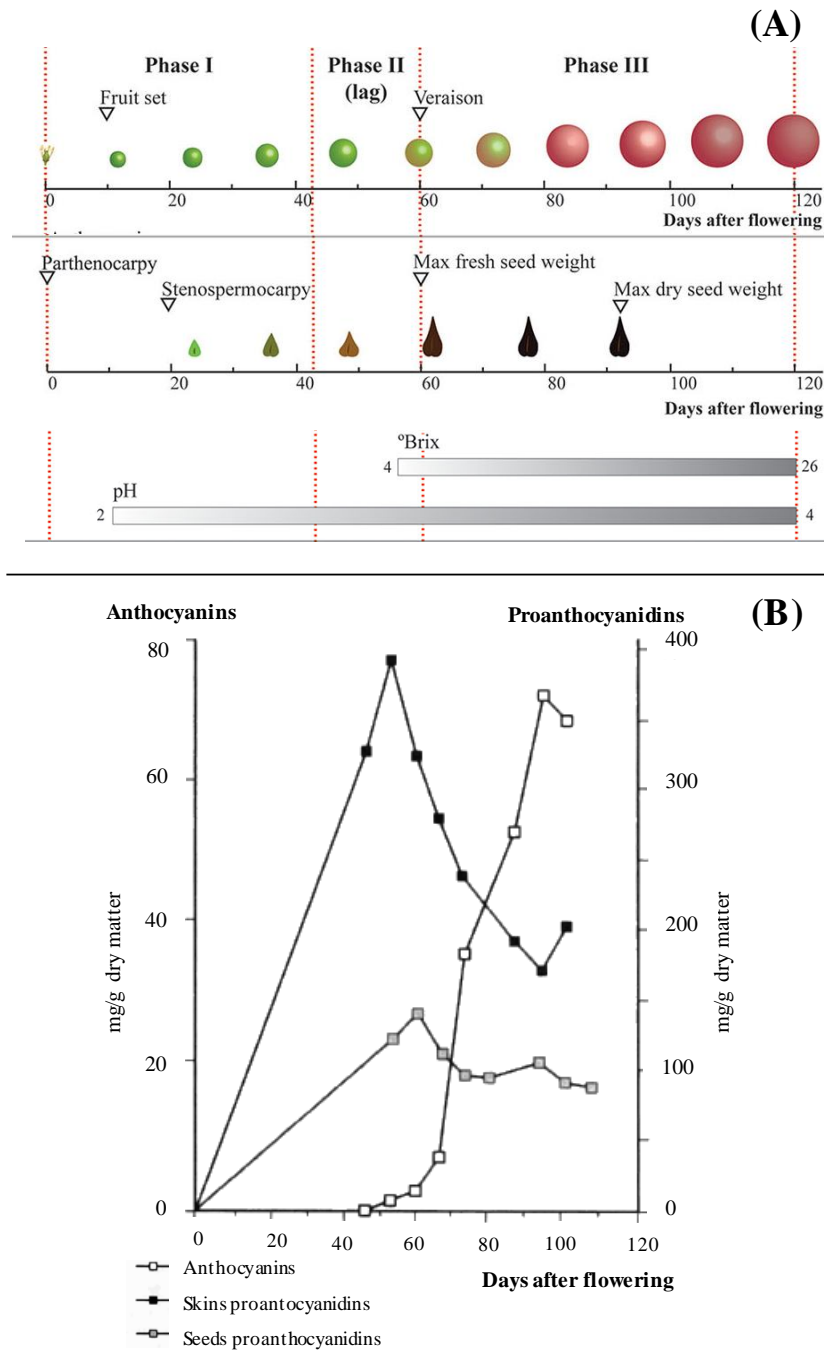 (A)
Phase I
Phase II
(lag)
Phase III
Fruit set
Veraison
0 20 40 60 80 100 120
Days after flowering
Parthenocarpy
Stenospermocarpy
Max fresh seed weight
Max dry seed weight
0 20 40 60 80 100 120
Days after flowering
ºBrix
4 26
pH
2 4
(B)
Anthocyanins Proanthocyanidins
80 400
60 300
40 200
20 100
0 0
mg/g dry matter
mg/g dry matter
0 20 40 60 80 100 120
Days after flowering
Anthocyanins
Skins proantocyanidins
Seeds proanthocyanidins